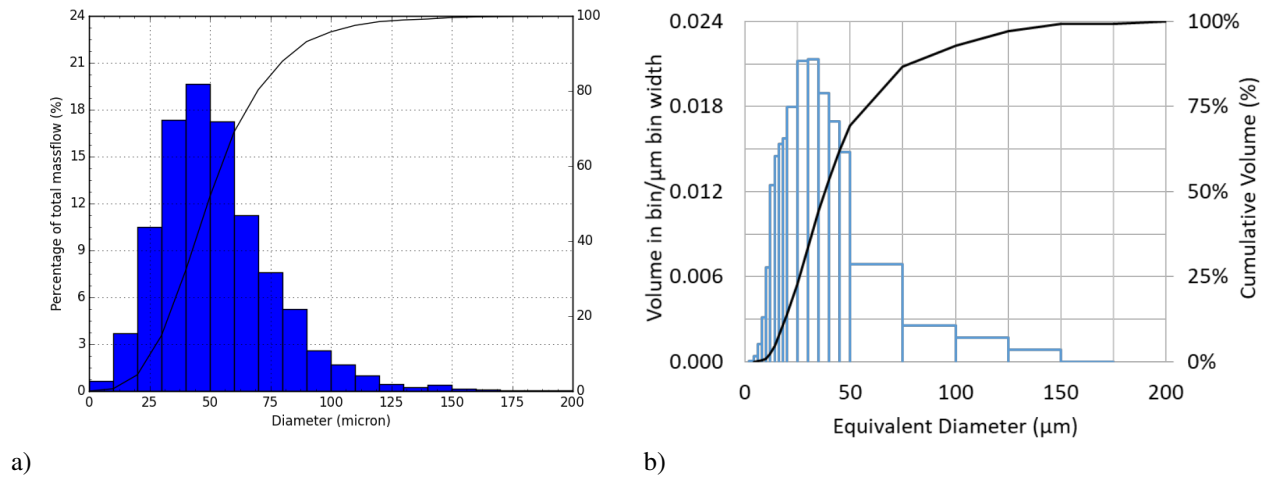 24
21
18
15
12
9
6
3
0
Percentage of total massflow (%)
100
80
60
40
20
0
0 25 50 75 100 125 150 175 200
Diameter (micron)
a)
0.024
0.018
0.012
0.006
0.000
Volume in bin/µm bin width
100%
75%
50%
25%
0%
Cumulative Volume (%)
0 50 100 150 200
Equivalent Diameter (µm)
b)